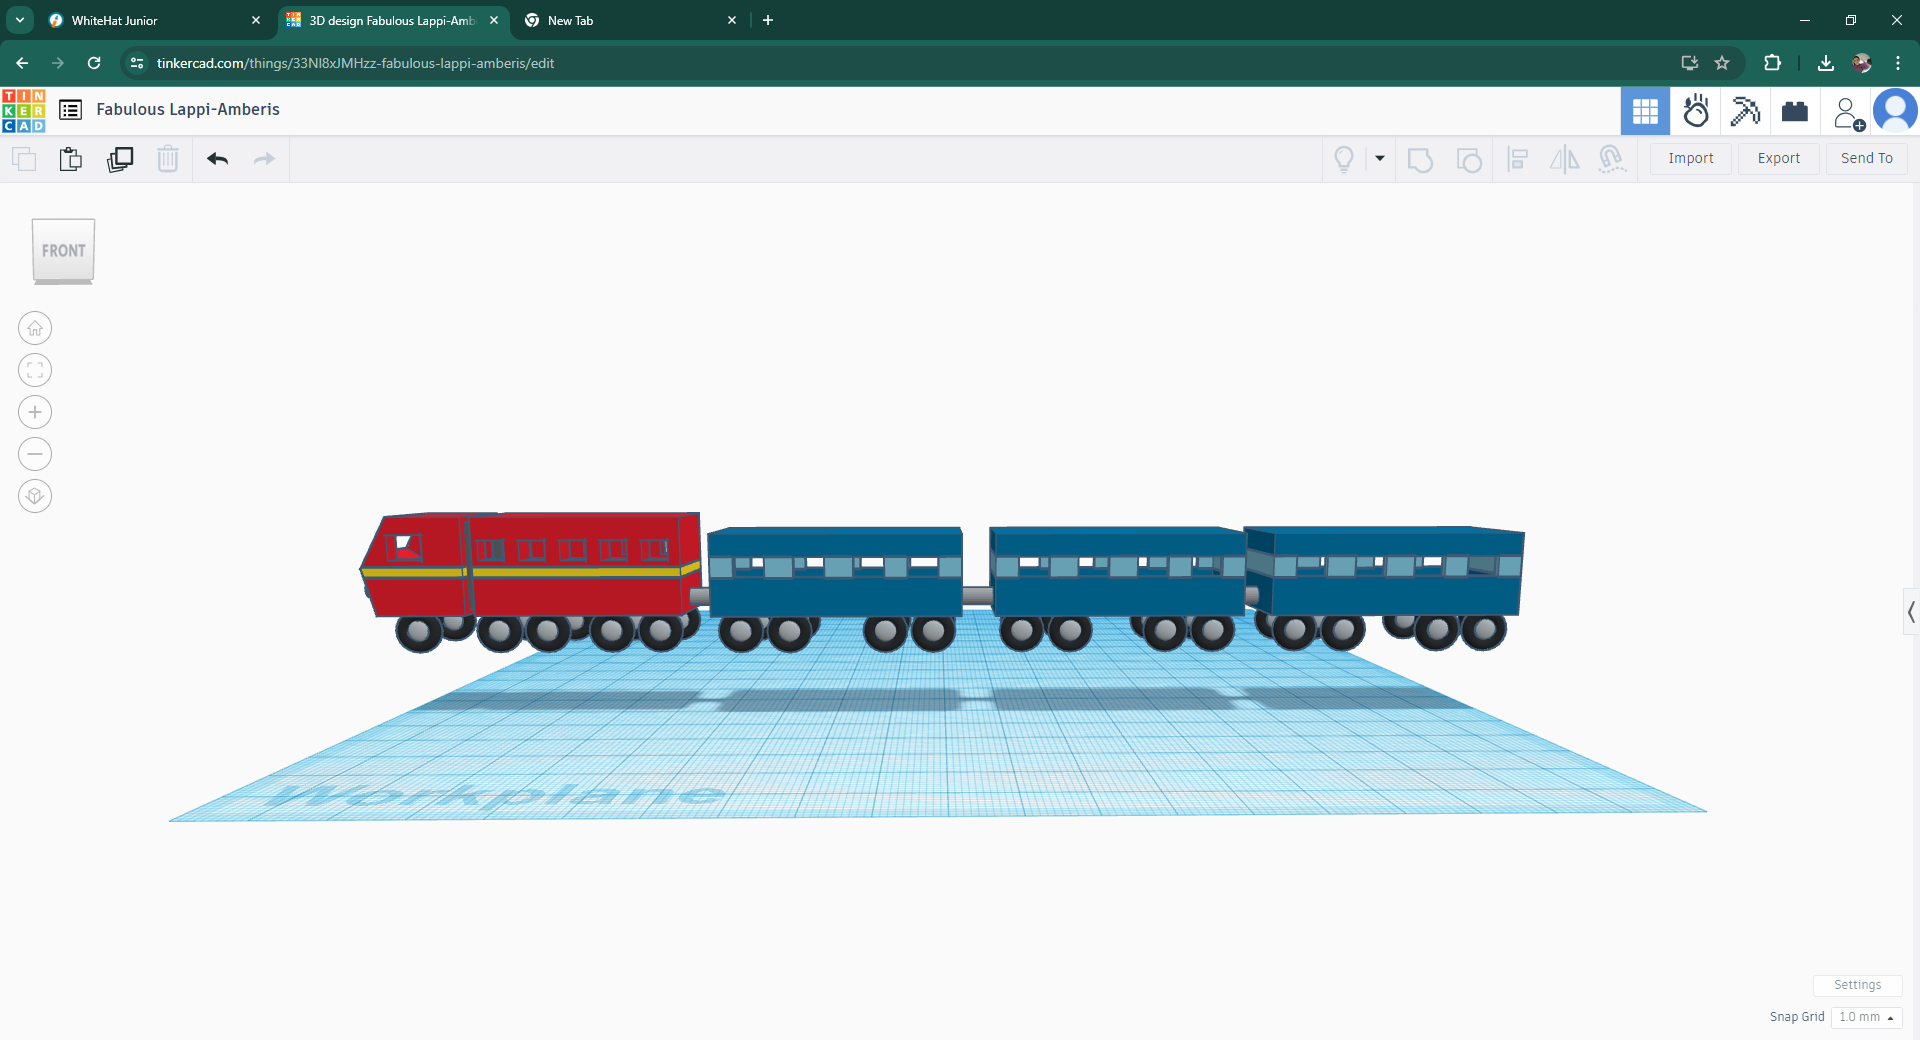 WhiteHat Junior
3D design Fabulous Lappi-Amb
New Tab
tinkercad.com/things/33NI8xJMHzz-fabulous-lappi-amberis/edit
TIN
KER
CAD
Fabulous Lappi-Amberis
Import
Export
Send To
FRONT
Workplane
Settings
Snap Grid
1.0 mm